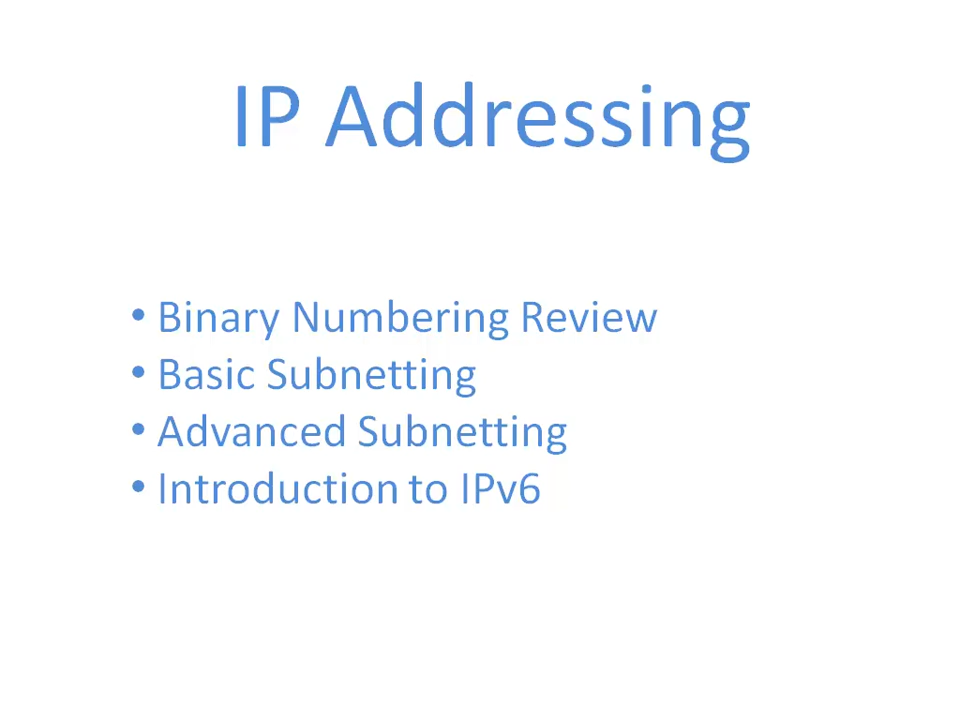 IP Addressing
• Binary Numbering Review
• Basic Subnetting
• Advanced Subnetting
• Introduction to IPv6